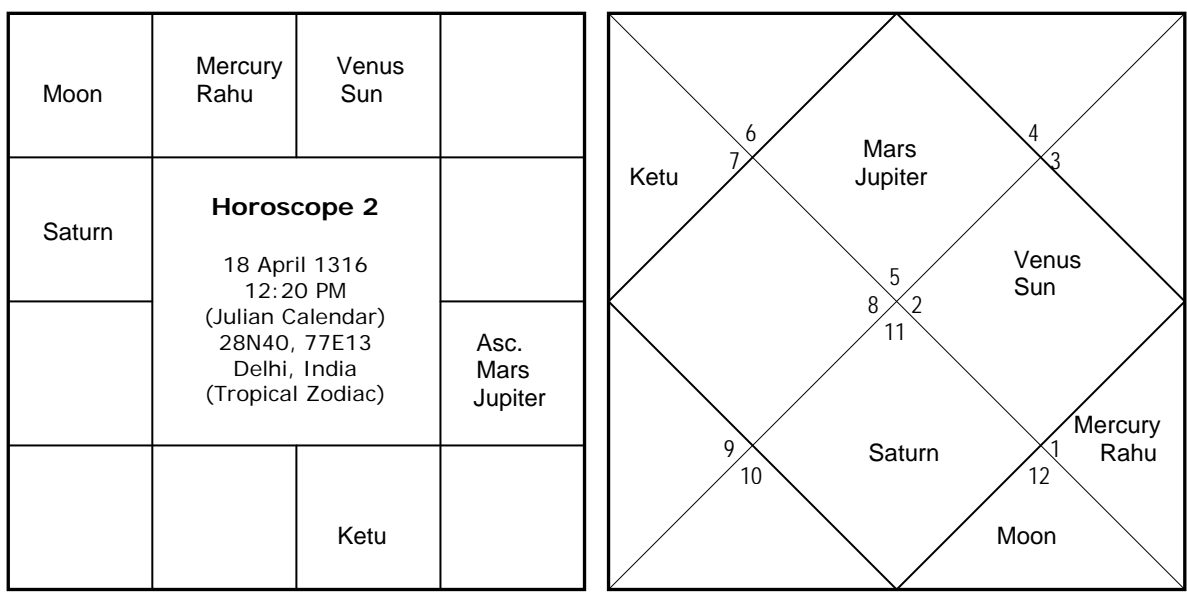 Moon
Mercury
Rahu
Venus
Sun
Saturn
Horoscope 2
18 April 1316
12:20 PM
(Julian Calendar)
28N40, 77E13
Delhi, India
(Tropical Zodiac)
Asc.
Mars
Jupiter
Ketu
6
7
4
3
Ketu
Mars
Jupiter
Venus
Sun
5
8
2
11
Mercury
Rahu
9
10
Saturn
1
12
Moon